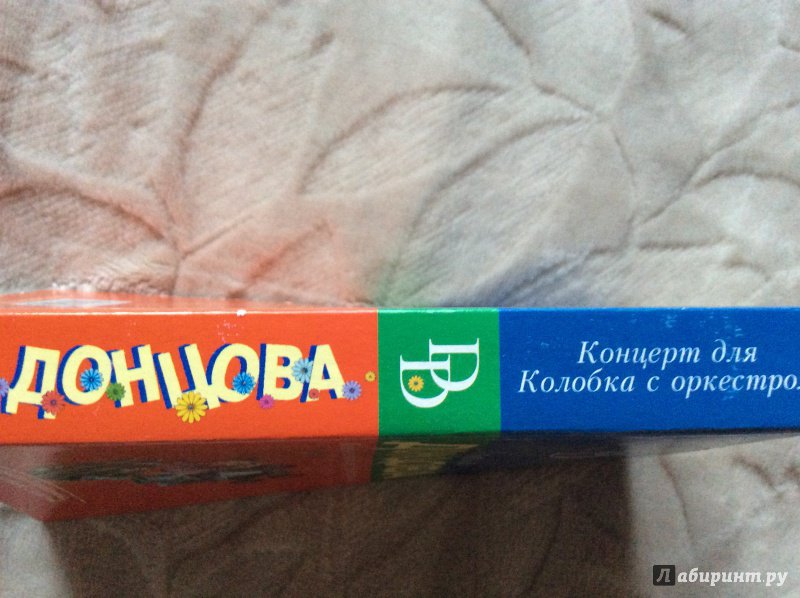 ДОНЦОВА
Концерт для
Колобка с оркестро
Лабиринт.ру